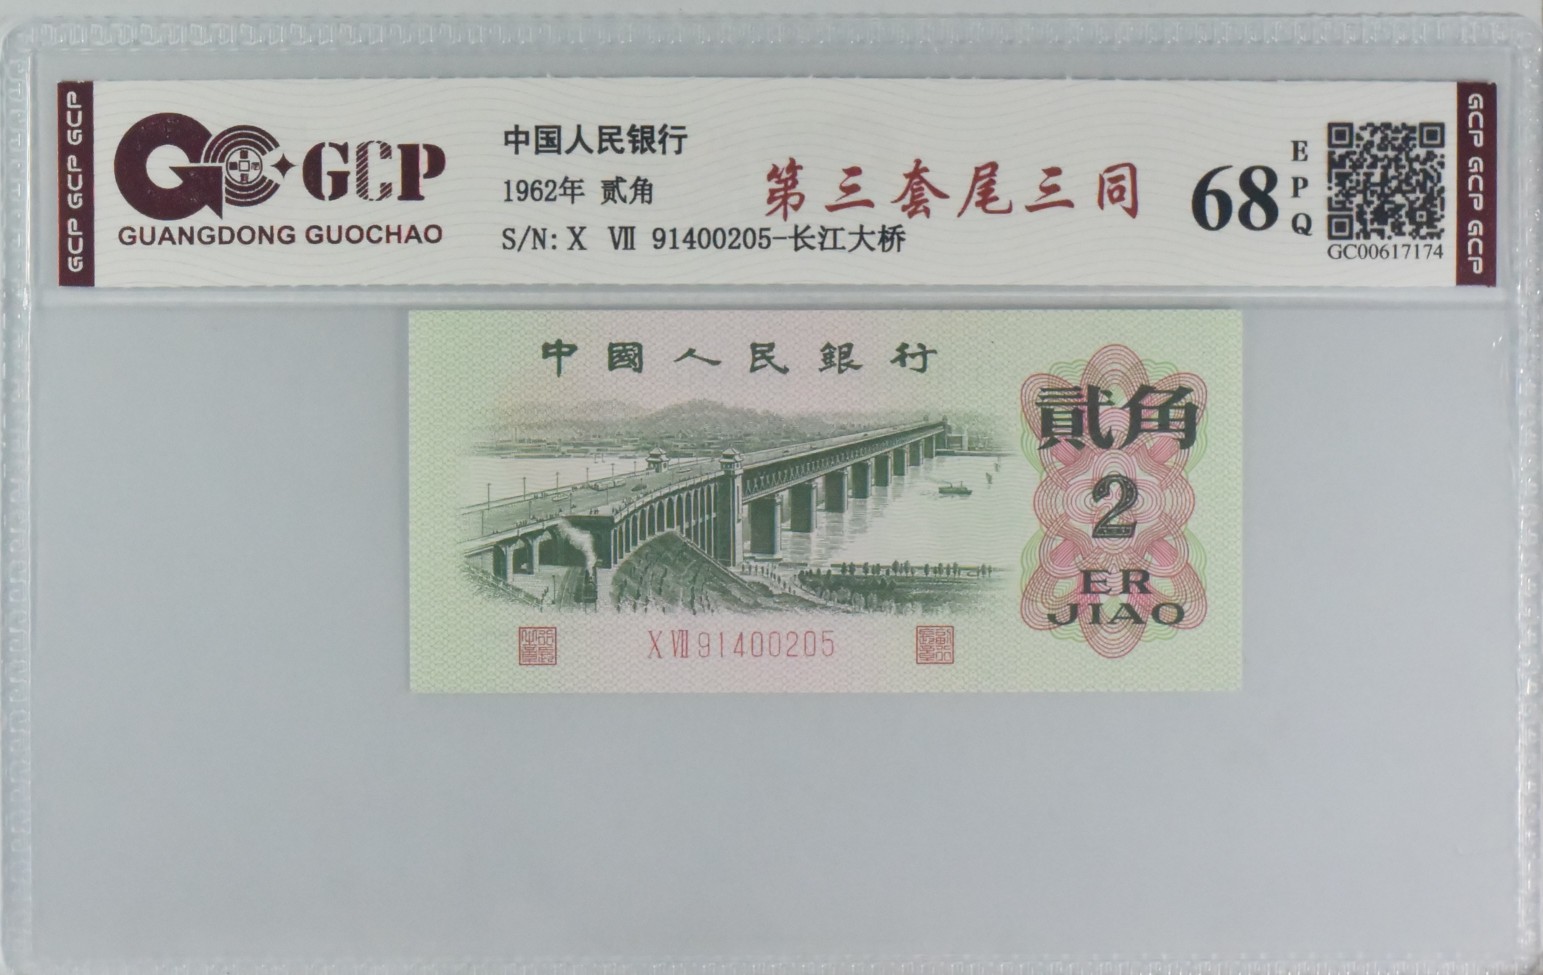 GCP GCP GCP
GCP
GUANGDONG GUOCHAO
中国人民银行
1962年 贰角
S/N: X Ⅶ 91400205-长江大桥
第三套尾三同
68
E
P
Q
GC00617174
GCP GCP GCP
中國人民銀行
貳角
2
ER
JIAO
X Ⅶ 91400205